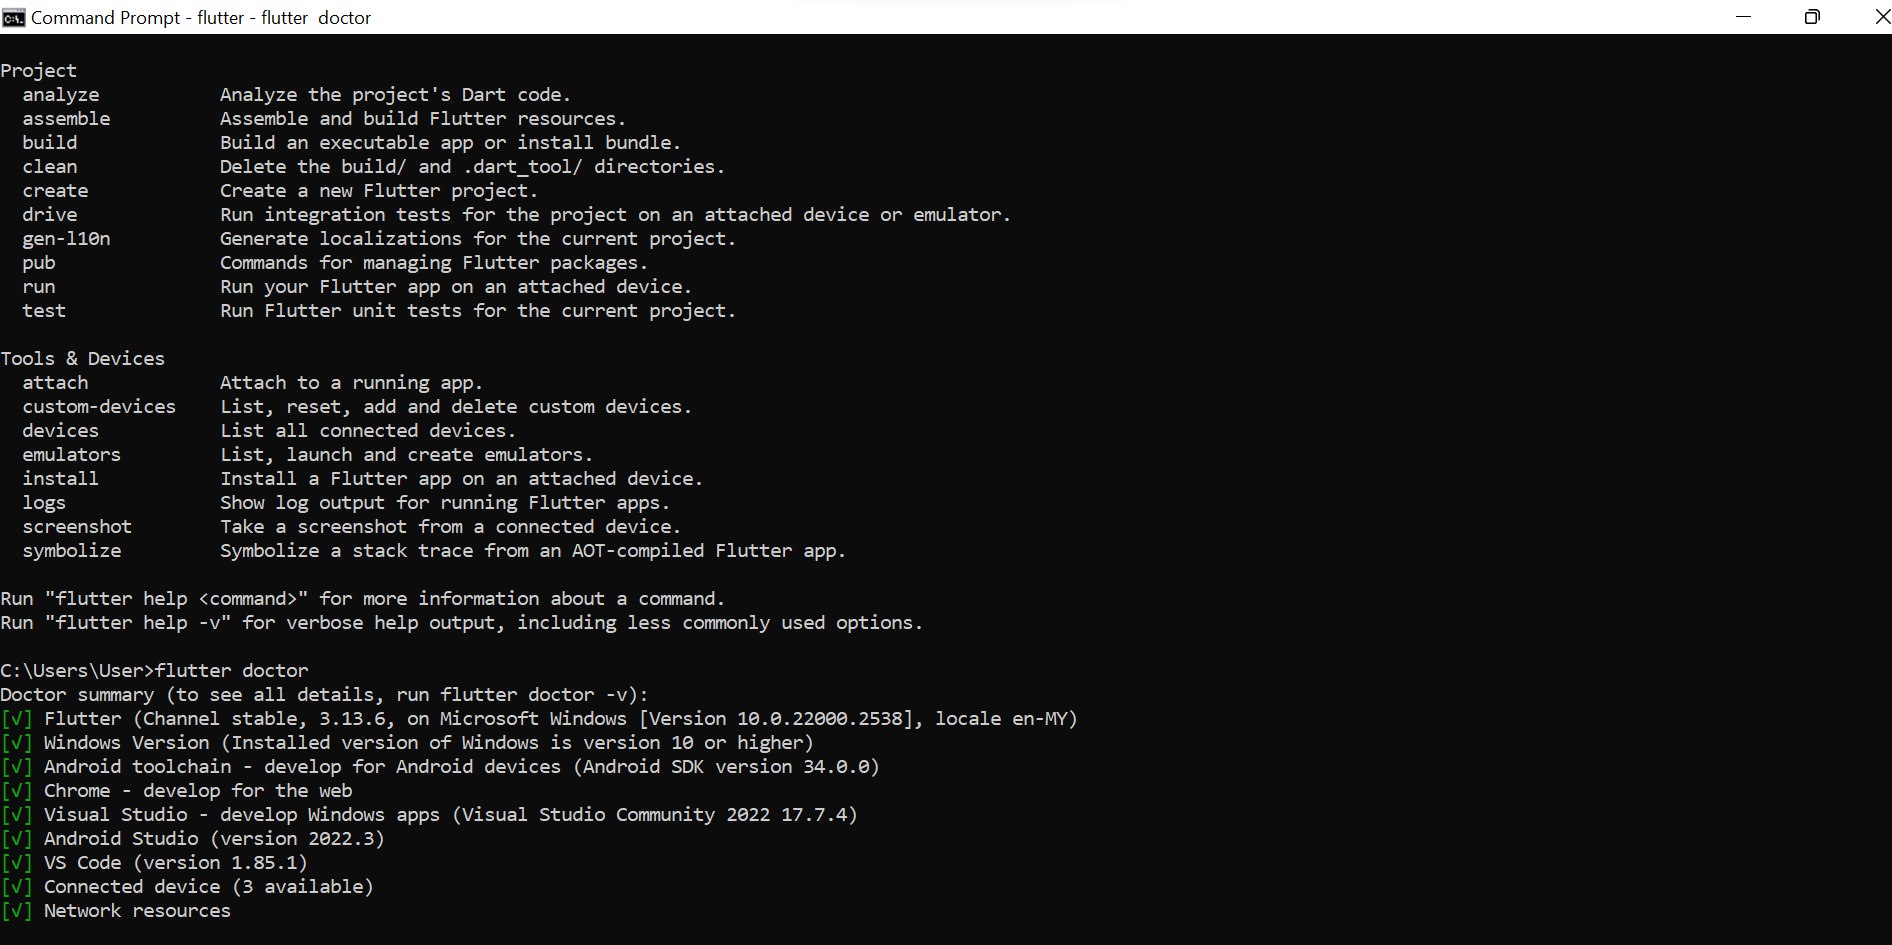 Command Prompt - flutter - flutter  doctor
Project
  analyze           Analyze the project's Dart code.
  assemble          Assemble and build Flutter resources.
  build             Build an executable app or install bundle.
  clean             Delete the build/ and .dart_tool/ directories.
  create            Create a new Flutter project.
  drive             Run integration tests for the project on an attached device or emulator.
  gen-l10n          Generate localizations for the current project.
  pub               Commands for managing Flutter packages.
  run               Run your Flutter app on an attached device.
  test              Run Flutter unit tests for the current project.
Tools & Devices
  attach            Attach to a running app.
  custom-devices    List, reset, add and delete custom devices.
  devices           List all connected devices.
  emulators         List, launch and create emulators.
  install           Install a Flutter app on an attached device.
  logs              Show log output for running Flutter apps.
  screenshot        Take a screenshot from a connected device.
  symbolize         Symbolize a stack trace from an AOT-compiled Flutter app.
Run "flutter help <command>" for more information about a command.
Run "flutter help -v" for verbose help output, including less commonly used options.
C:\Users\User>flutter doctor
Doctor summary (to see all details, run flutter doctor -v):
[√] Flutter (Channel stable, 3.13.6, on Microsoft Windows [Version 10.0.22000.2538], locale en-MY)
[√] Windows Version (Installed version of Windows is version 10 or higher)
[√] Android toolchain - develop for Android devices (Android SDK version 34.0.0)
[√] Chrome - develop for the web
[√] Visual Studio - develop Windows apps (Visual Studio Community 2022 17.7.4)
[√] Android Studio (version 2022.3)
[√] VS Code (version 1.85.1)
[√] Connected device (3 available)
[√] Network resources